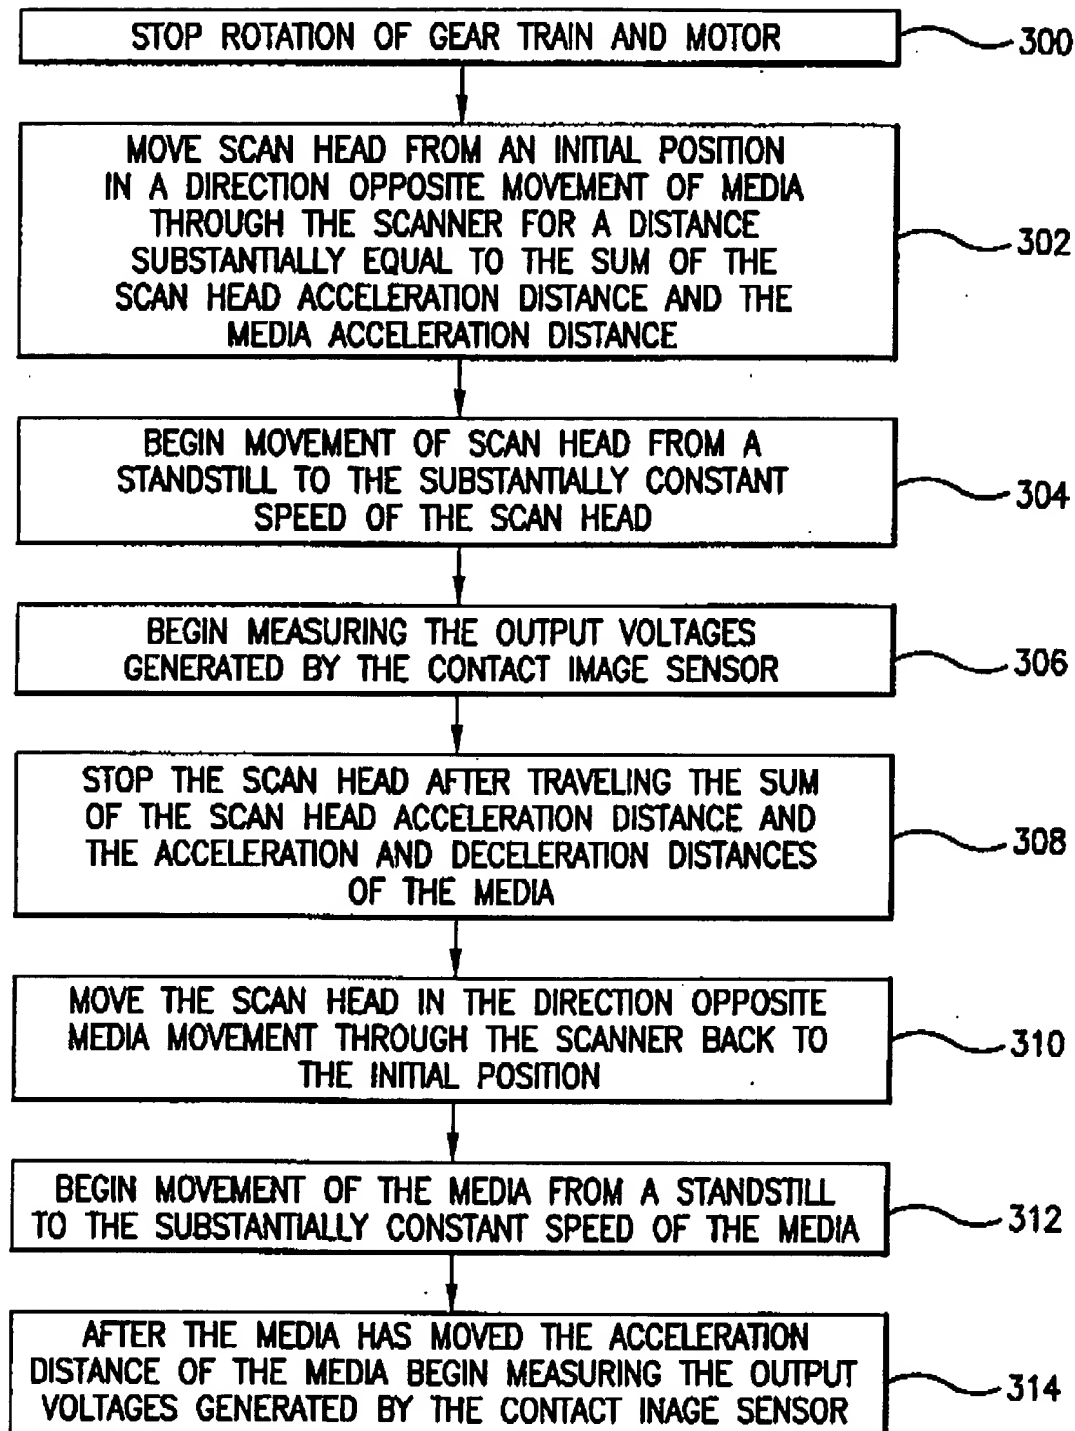 STOP ROTATION OF GEAR TRAIN AND MOTOR
300
MOVE SCAN HEAD FROM AN INITIAL POSITION
IN A DIRECTION OPPOSITE MOVEMENT OF MEDIA
THROUGH THE SCANNER FOR A DISTANCE
SUBSTANTIALLY EQUAL TO THE SUM OF THE
SCAN HEAD ACCELERATION DISTANCE AND THE
MEDIA ACCELERATION DISTANCE
302
BEGIN MOVEMENT OF SCAN HEAD FROM A
STANDSTILL TO THE SUBSTANTIALLY CONSTANT
SPEED OF THE SCAN HEAD
304
BEGIN MEASURING THE OUTPUT VOLTAGES
GENERATED BY THE CONTACT IMAGE SENSOR
306
STOP THE SCAN HEAD AFTER TRAVELING THE SUM
OF THE SCAN HEAD ACCELERATION DISTANCE AND
THE ACCELERATION AND DECELERATION DISTANCES
OF THE MEDIA
308
MOVE THE SCAN HEAD IN THE DIRECTION OPPOSITE
MEDIA MOVEMENT THROUGH THE SCANNER BACK TO
THE INITIAL POSITION
310
BEGIN MOVEMENT OF THE MEDIA FROM A STANDSTILL
TO THE SUBSTANTIALLY CONSTANT SPEED OF THE MEDIA
312
AFTER THE MEDIA HAS MOVED THE ACCELERATION
DISTANCE OF THE MEDIA BEGIN MEASURING THE OUTPUT
VOLTAGES GENERATED BY THE CONTACT INAGE SENSOR
314